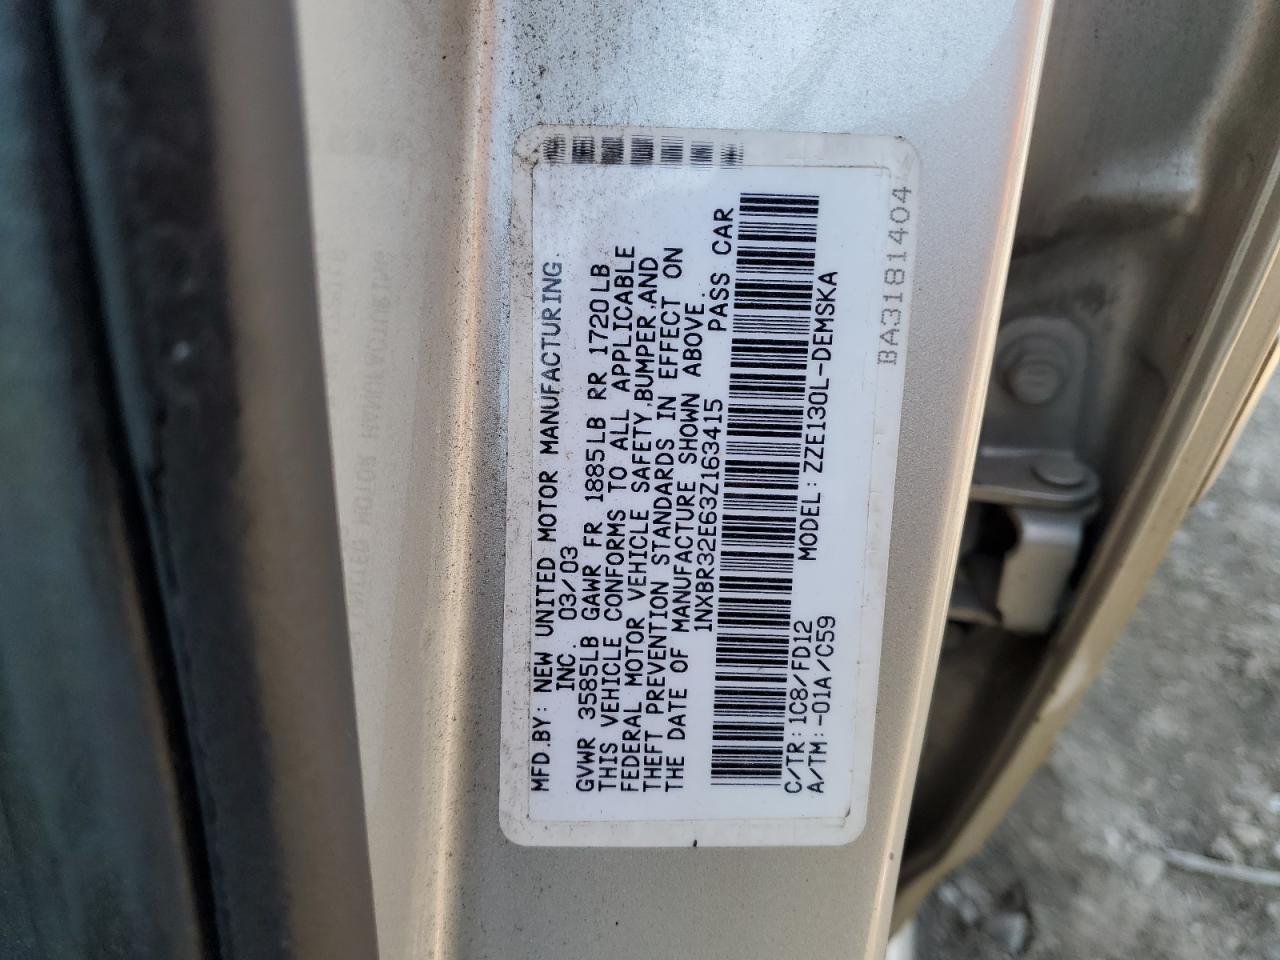 MFD.BY: NEW UNITED MOTOR MANUFACTURING.
INC. 03/03
GVWR 3585LB GAWR FR 1885LB RR 1720LB
THIS VEHICLE CONFORMS TO ALL APPLICABLE
FEDERAL MOTOR VEHICLE SAFETY,BUMPER,AND
THEFT PREVENTION STANDARDS IN EFFECT ON
THE DATE OF MANUFACTURE SHOWN ABOVE.
1NXBR32E63Z163415 PASS CAR
C/TR:1C8/FD12 MODEL:ZZE130L-DEMSKA
A/TM:-01A/C59
BA3181404